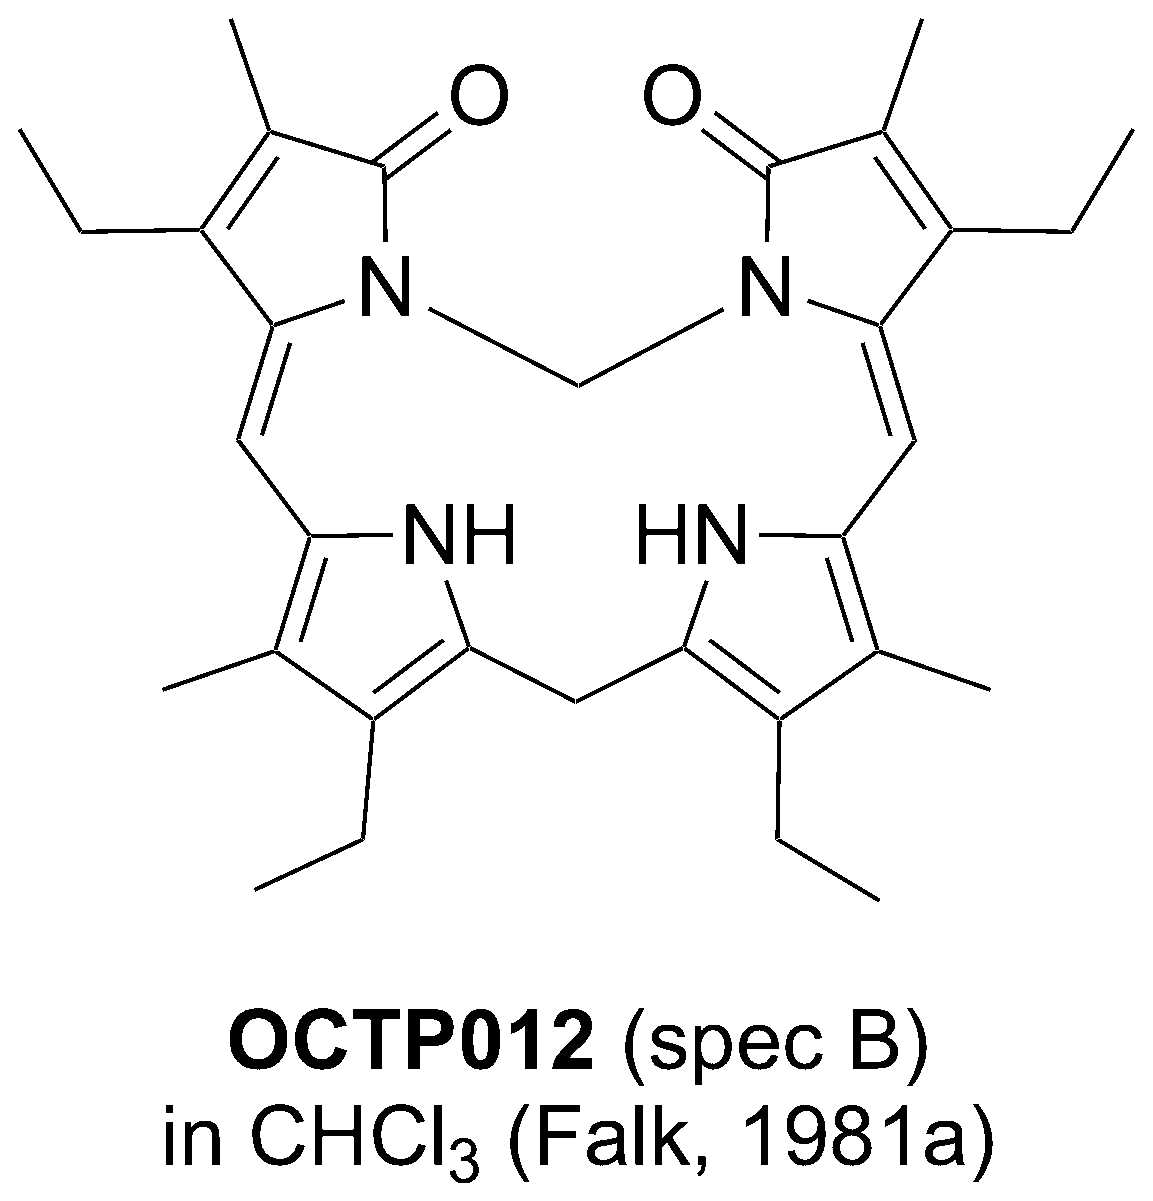 O O
N N
NH HN
OCTP012 (spec B)
in CHCl₃ (Falk, 1981a)